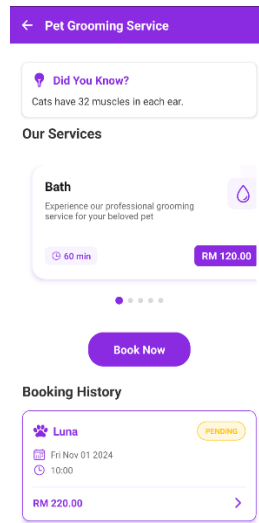 Pet Grooming Service
Did You Know?
Cats have 32 muscles in each ear.
Our Services
Bath
Experience our professional grooming
service for your beloved pet
60 min
RM 120.00
Book Now
Booking History
Luna
PENDING
Fri Nov 01 2024
10:00
RM 220.00